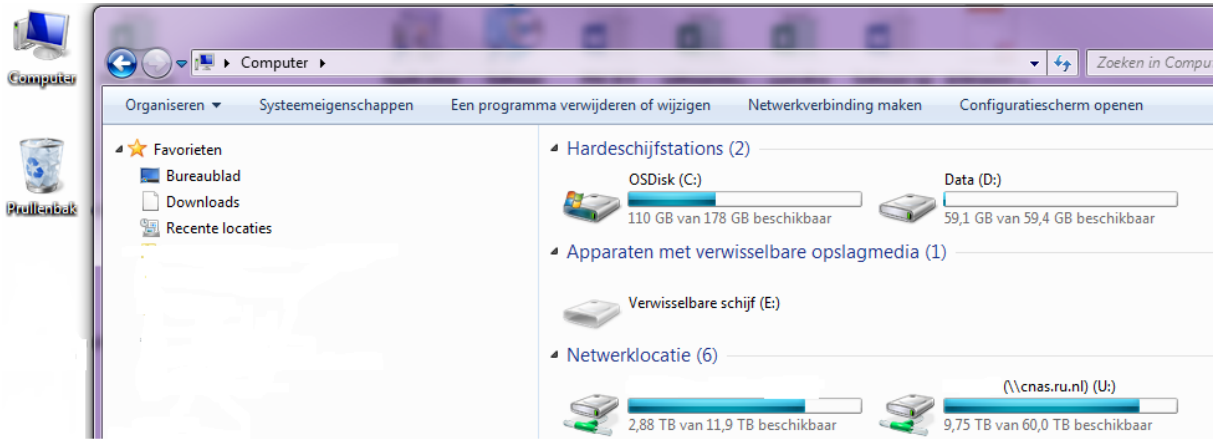 Computer
Prullenbak
Computer
Zoeken in Compu
Organiseren
Systeemeigenschappen
Een programma verwijderen of wijzigen
Netwerkverbinding maken
Configuratiescherm openen
Favorieten
Bureaublad
Downloads
Recente locaties
Hardeschijfstations (2)
OSDisk (C:)
110 GB van 178 GB beschikbaar
Data (D:)
59,1 GB van 59,4 GB beschikbaar
Apparaten met verwisselbare opslagmedia (1)
Verwisselbare schijf (E:)
Netwerklocatie (6)
2,88 TB van 11,9 TB beschikbaar
(\\cnas.ru.nl) (U:)
9,75 TB van 60,0 TB beschikbaar